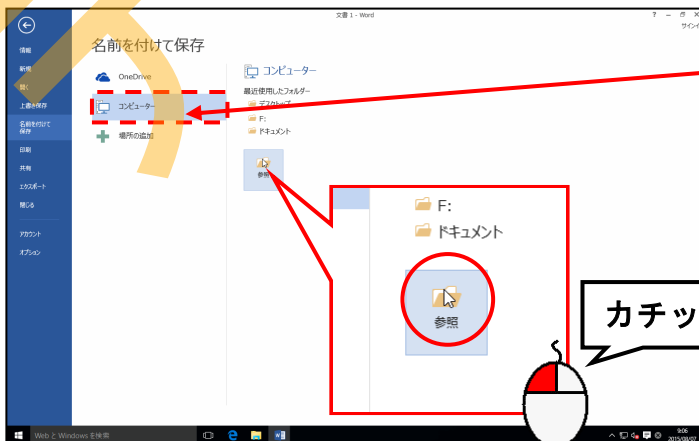 文書 1 - Word
? − 
サインイ
名前を付けて保存
情報
新規
開く
上書き保存
名前を付けて
保存
印刷
共有
エクスポート
閉じる
アカウント
オプション
OneDrive
コンピューター
場所の追加
コンピューター
最近使用したフォルダー
デスクトップ
F:
ドキュメント
参照
F:
ドキュメント
参照
カチッ
Web と Windows を検索
9:06